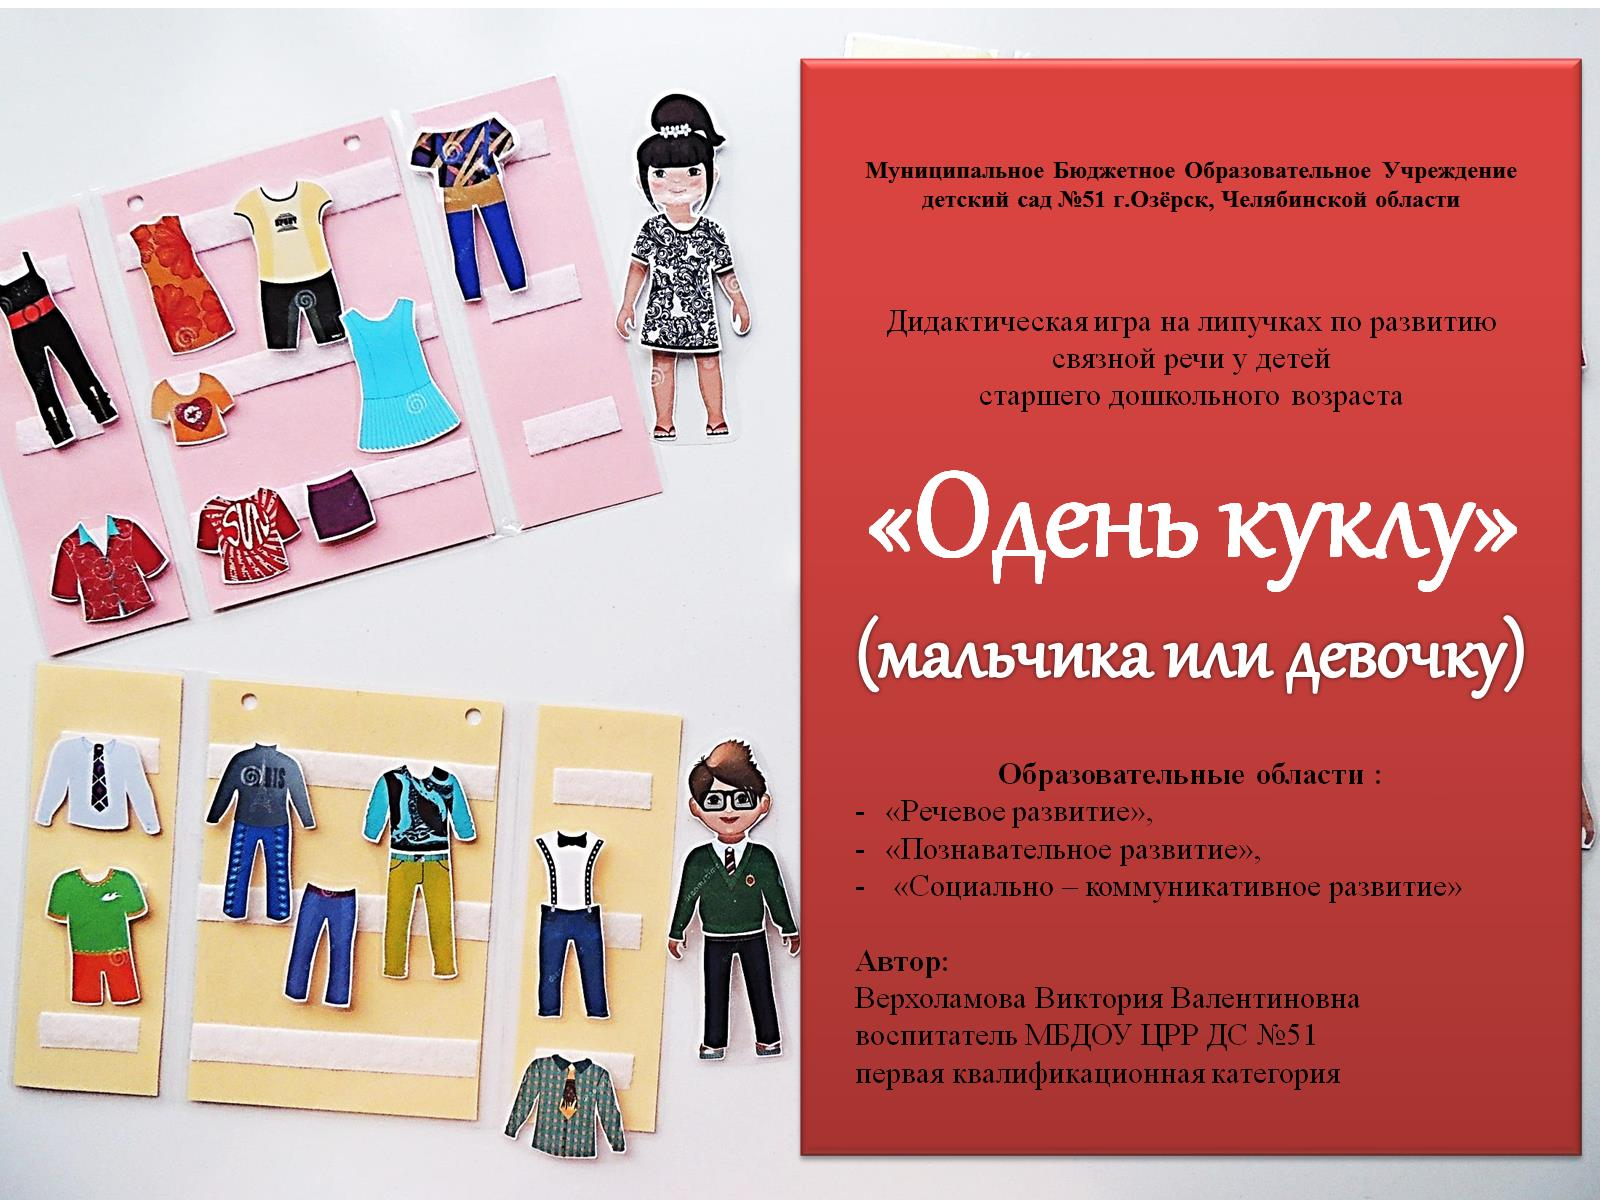 Муниципальное Бюджетное Образовательное Учреждение
детский сад №51 г.Озёрск, Челябинской области
Дидактическая игра на липучках по развитию
связной речи у детей
старшего дошкольного возраста
«Одень куклу»
(мальчика или девочку)
Образовательные области :
- «Речевое развитие»,
- «Познавательное развитие»,
- «Социально – коммуникативное развитие»
Автор:
Верхоламова Виктория Валентиновна
воспитатель МБДОУ ЦРР ДС №51
первая квалификационная категория
SUN